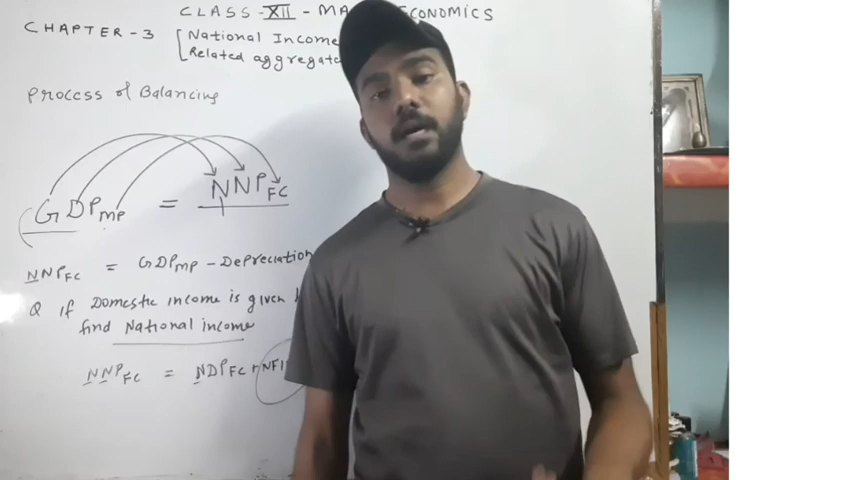 CLASS-XII - MA ECONOMICS
CHAPTER-3 [National Income
Related aggregate
Process of Balancing
GDPMP = NNPFC
NNPFC = GDPMP - Depreciation
Q if Domestic income is given
find National income
NNPFC = NDPFC + NFI